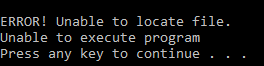 ERROR! Unable to locate file.
Unable to execute program
Press any key to continue . . .